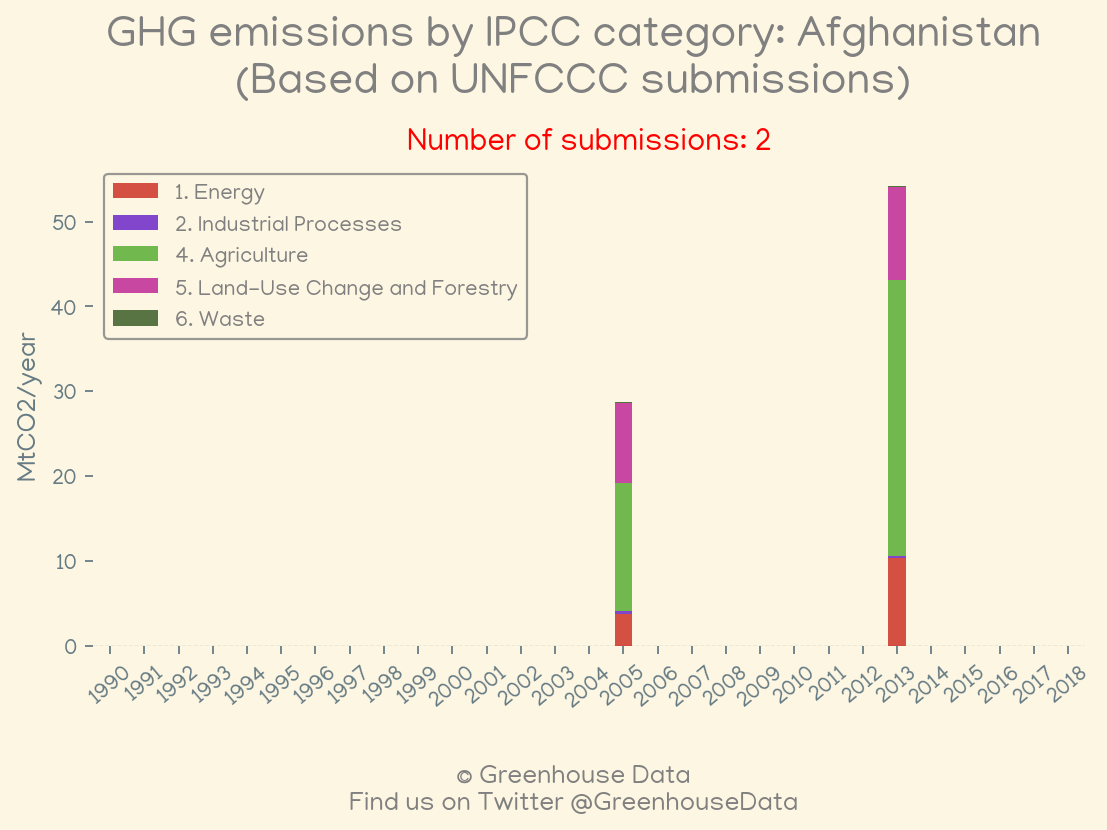 GHG emissions by IPCC category: Afghanistan
(Based on UNFCCC submissions)
Number of submissions: 2
1. Energy
2. Industrial Processes
4. Agriculture
5. Land-Use Change and Forestry
6. Waste
MtCO2/year
50
40
30
20
10
0
1990 1991 1992 1993 1994 1995 1996 1997 1998 1999 2000 2001 2002 2003 2004 2005 2006 2007 2008 2009 2010 2011 2012 2013 2014 2015 2016 2017 2018
© Greenhouse Data
Find us on Twitter @GreenhouseData